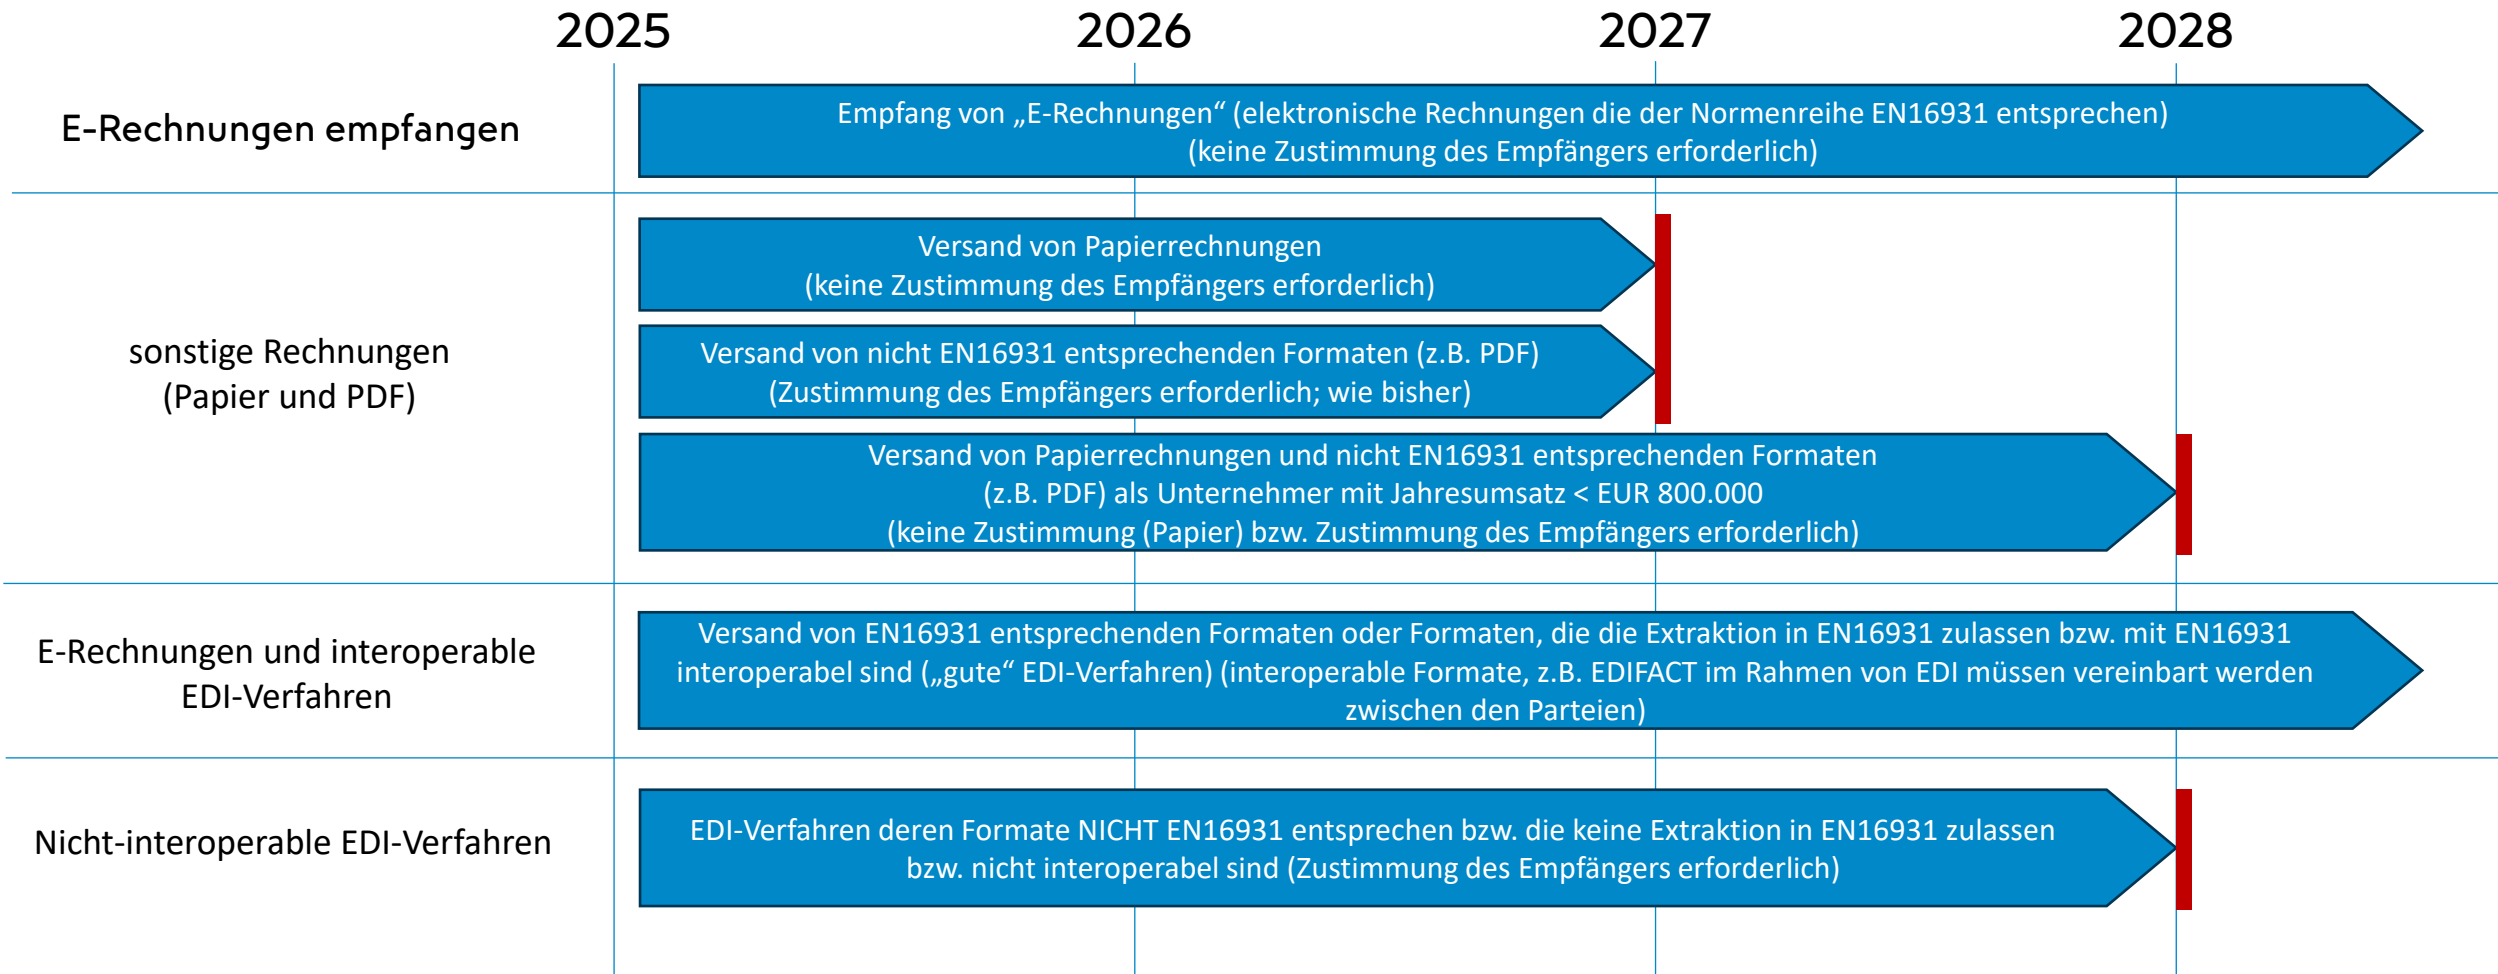 2025
2026
2027
2028
E-Rechnungen empfangen
Empfang von „E-Rechnungen“ (elektronische Rechnungen die der Normenreihe EN16931 entsprechen)
(keine Zustimmung des Empfängers erforderlich)
sonstige Rechnungen
(Papier und PDF)
Versand von Papierrechnungen
(keine Zustimmung des Empfängers erforderlich)
Versand von nicht EN16931 entsprechenden Formaten (z.B. PDF)
(Zustimmung des Empfängers erforderlich; wie bisher)
Versand von Papierrechnungen und nicht EN16931 entsprechenden Formaten
(z.B. PDF) als Unternehmer mit Jahresumsatz < EUR 800.000
(keine Zustimmung (Papier) bzw. Zustimmung des Empfängers erforderlich)
E-Rechnungen und interoperable
EDI-Verfahren
Versand von EN16931 entsprechenden Formaten oder Formaten, die die Extraktion in EN16931 zulassen bzw. mit EN16931
interoperabel sind („gute“ EDI-Verfahren) (interoperable Formate, z.B. EDIFACT im Rahmen von EDI müssen vereinbart werden
zwischen den Parteien)
Nicht-interoperable EDI-Verfahren
EDI-Verfahren deren Formate NICHT EN16931 entsprechen bzw. die keine Extraktion in EN16931 zulassen
bzw. nicht interoperabel sind (Zustimmung des Empfängers erforderlich)